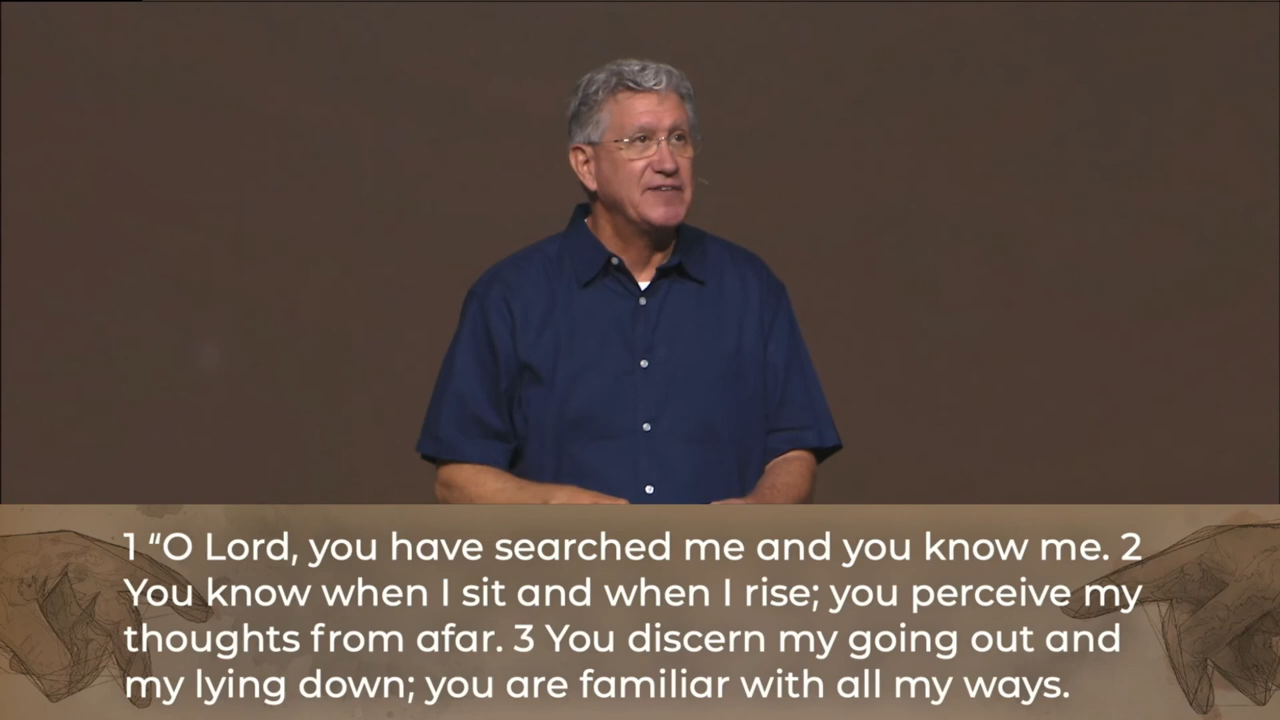 1 “O Lord, you have searched me and you know me. 2
You know when I sit and when I rise; you perceive my
thoughts from afar. 3 You discern my going out and
my lying down; you are familiar with all my ways.